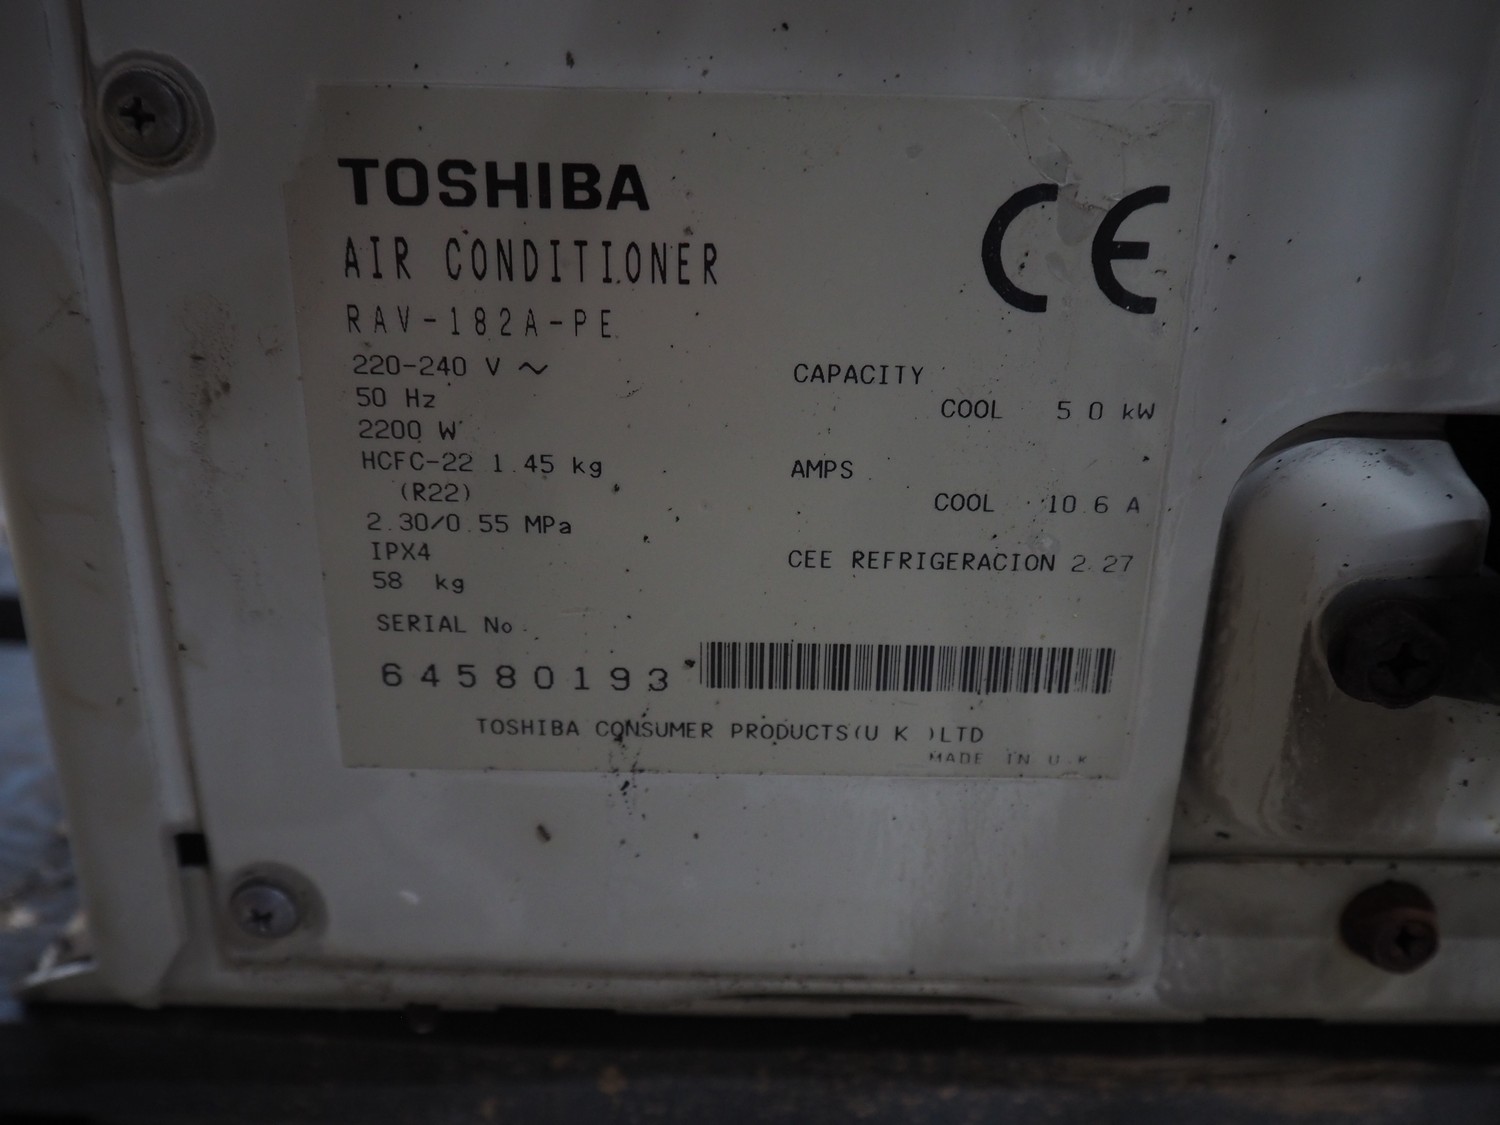 TOSHIBA
CE
AIR CONDITIONER
RAV-182A-PE
220-240 V ~
50 Hz
2200 W
HCFC-22 1.45 kg
(R22)
2.30/0.55 MPa
IPX4
58 kg
CAPACITY
COOL 5.0 kW
AMPS
COOL 10.6 A
CEE REFRIGERACION 2.27
SERIAL No.
64580193
TOSHIBA CONSUMER PRODUCTS(U.K.)LTD
MADE IN U.K